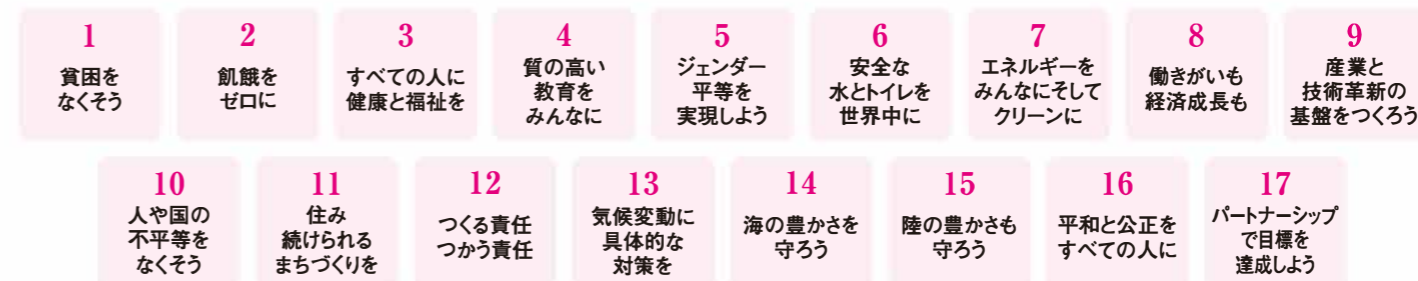 1
貧困を
なくそう
2
飢餓を
ゼロに
3
すべての人に
健康と福祉を
4
質の高い
教育を
みんなに
5
ジェンダー
平等を
実現しよう
6
安全な
水とトイレを
世界中に
7
エネルギーを
みんなにそして
クリーンに
8
働きがいも
経済成長も
9
産業と
技術革新の
基盤をつくろう
10
人や国の
不平等を
なくそう
11
住み
続けられる
まちづくりを
12
つくる責任
つかう責任
13
気候変動に
具体的な
対策を
14
海の豊かさを
守ろう
15
陸の豊かさも
守ろう
16
平和と公正を
すべての人に
17
パートナーシップ
で目標を
達成しよう